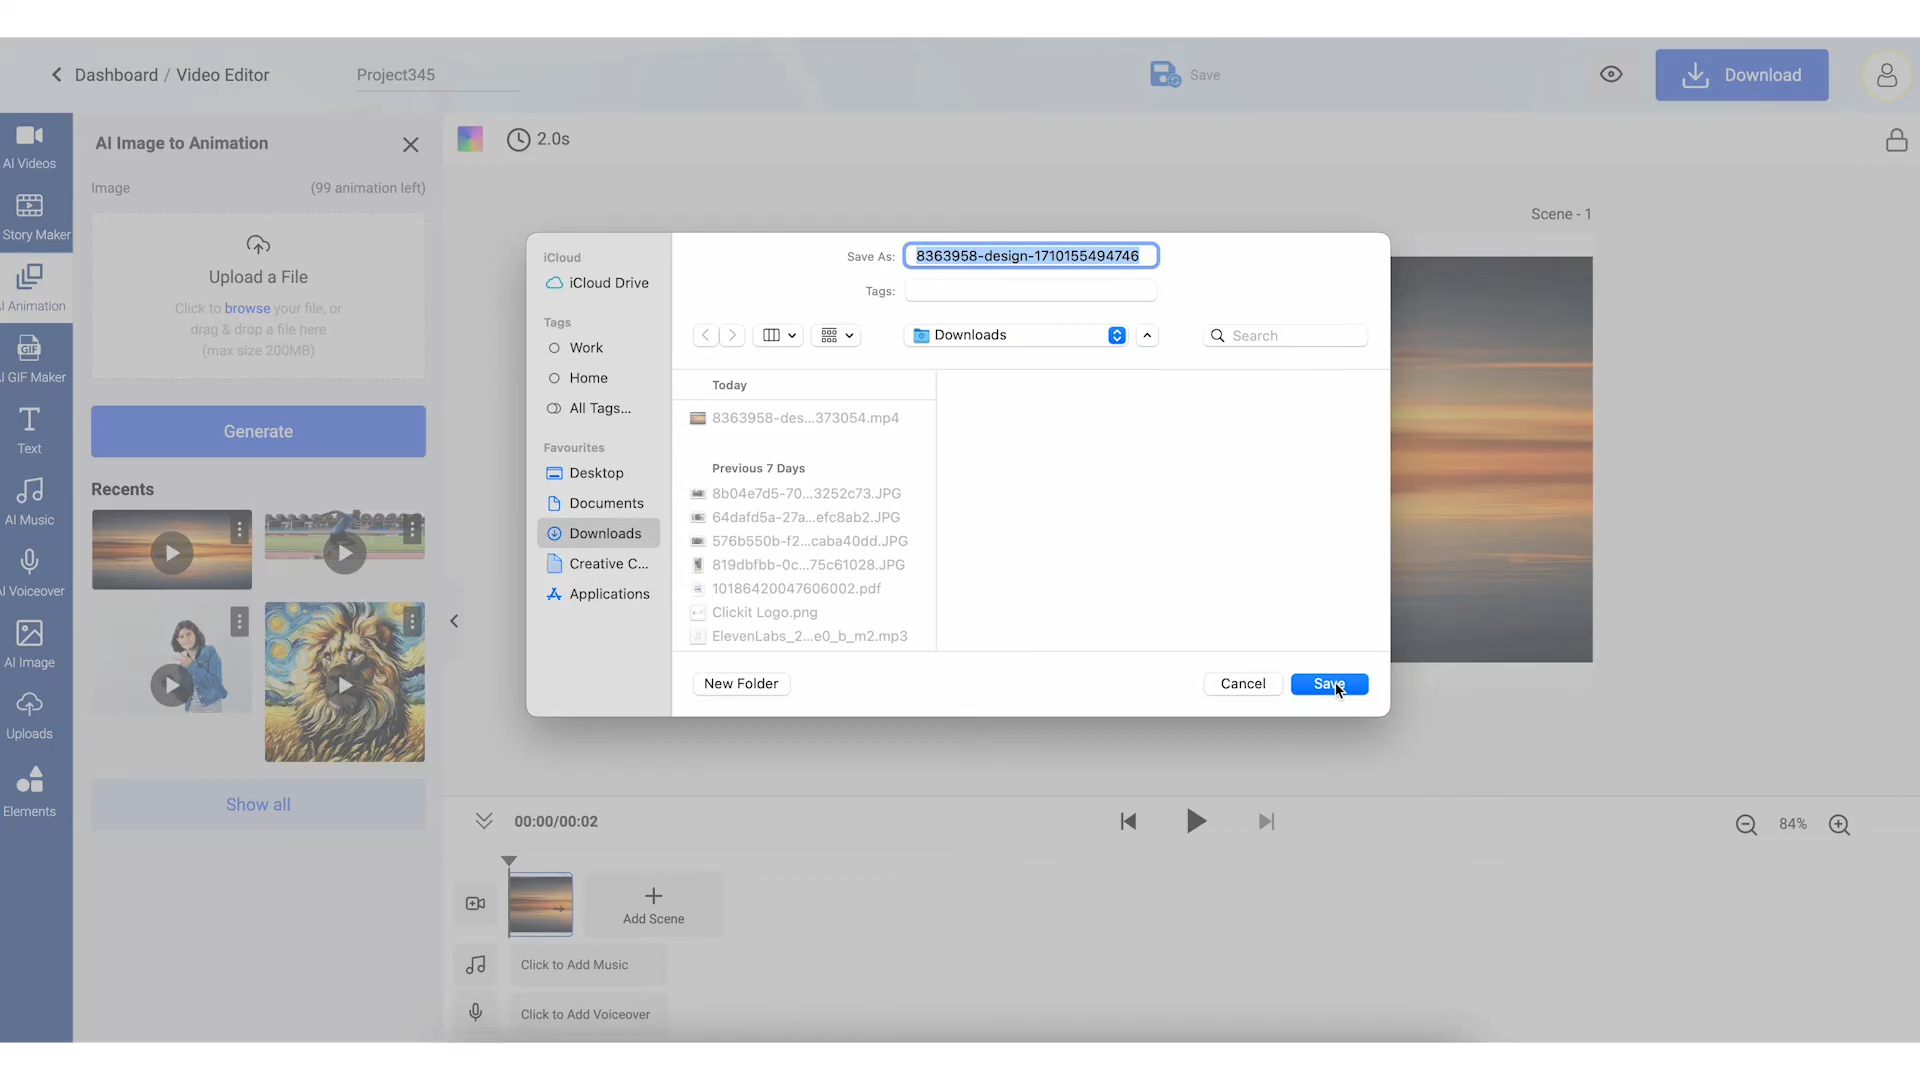 Dashboard / Video Editor
Project345
Save
Download
AI Videos
Story Maker
AI Animation
GIF
AI GIF Maker
Text
AI Music
AI Voiceover
AI Image
Uploads
Elements
AI Image to Animation
Image
(99 animation left)
Upload a File
Click to browse your file, or
drag & drop a file here
(max size 200MB)
Generate
Recents
Show all
2.0s
Scene - 1
iCloud
iCloud Drive
Tags
Work
Home
All Tags...
Favourites
Desktop
Documents
Downloads
Creative C...
Applications
Save As: 8363958-design-1710155494746
Tags:
Downloads
Search
Today
8363958-des...373054.mp4
Previous 7 Days
8b04e7d5-70...3252c73.JPG
64dafd5a-27a...efc8ab2.JPG
576b550b-f2...caba40dd.JPG
819dbfbb-0c...75c61028.JPG
10186420047606002.pdf
Clickit Logo.png
ElevenLabs_2...e0_b_m2.mp3
New Folder
Cancel
Save
00:00/00:02
84%
Add Scene
Click to Add Music
Click to Add Voiceover